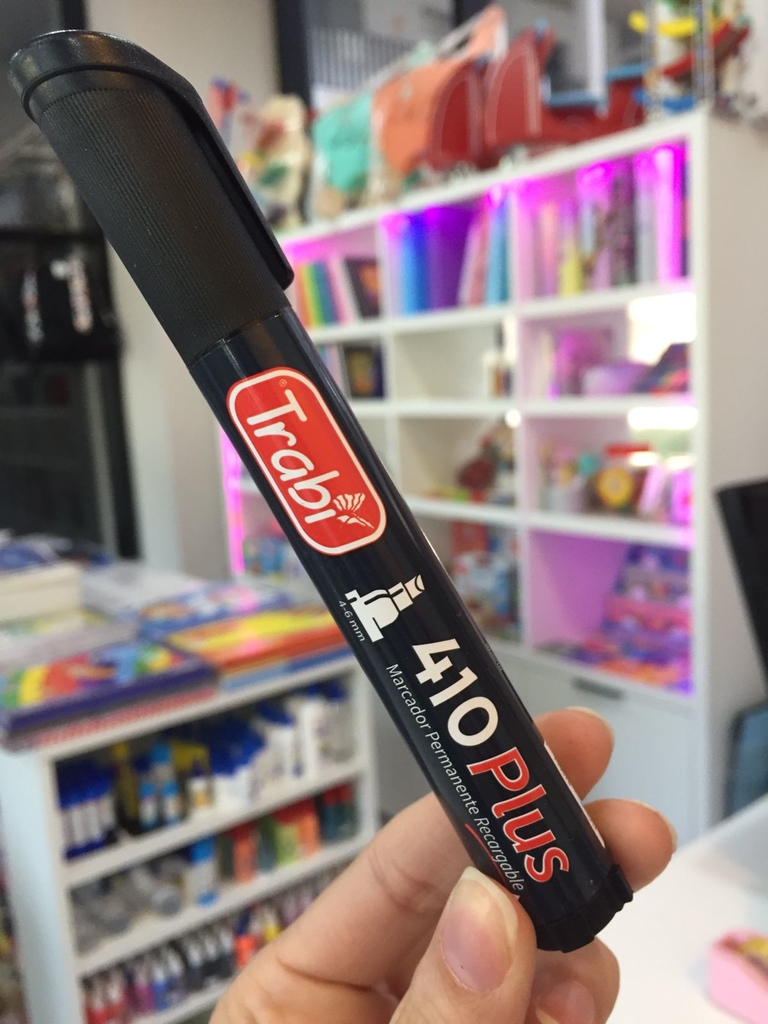 Trabi®
4-6 mm
410 Plus
Marcador Permanente Recargable